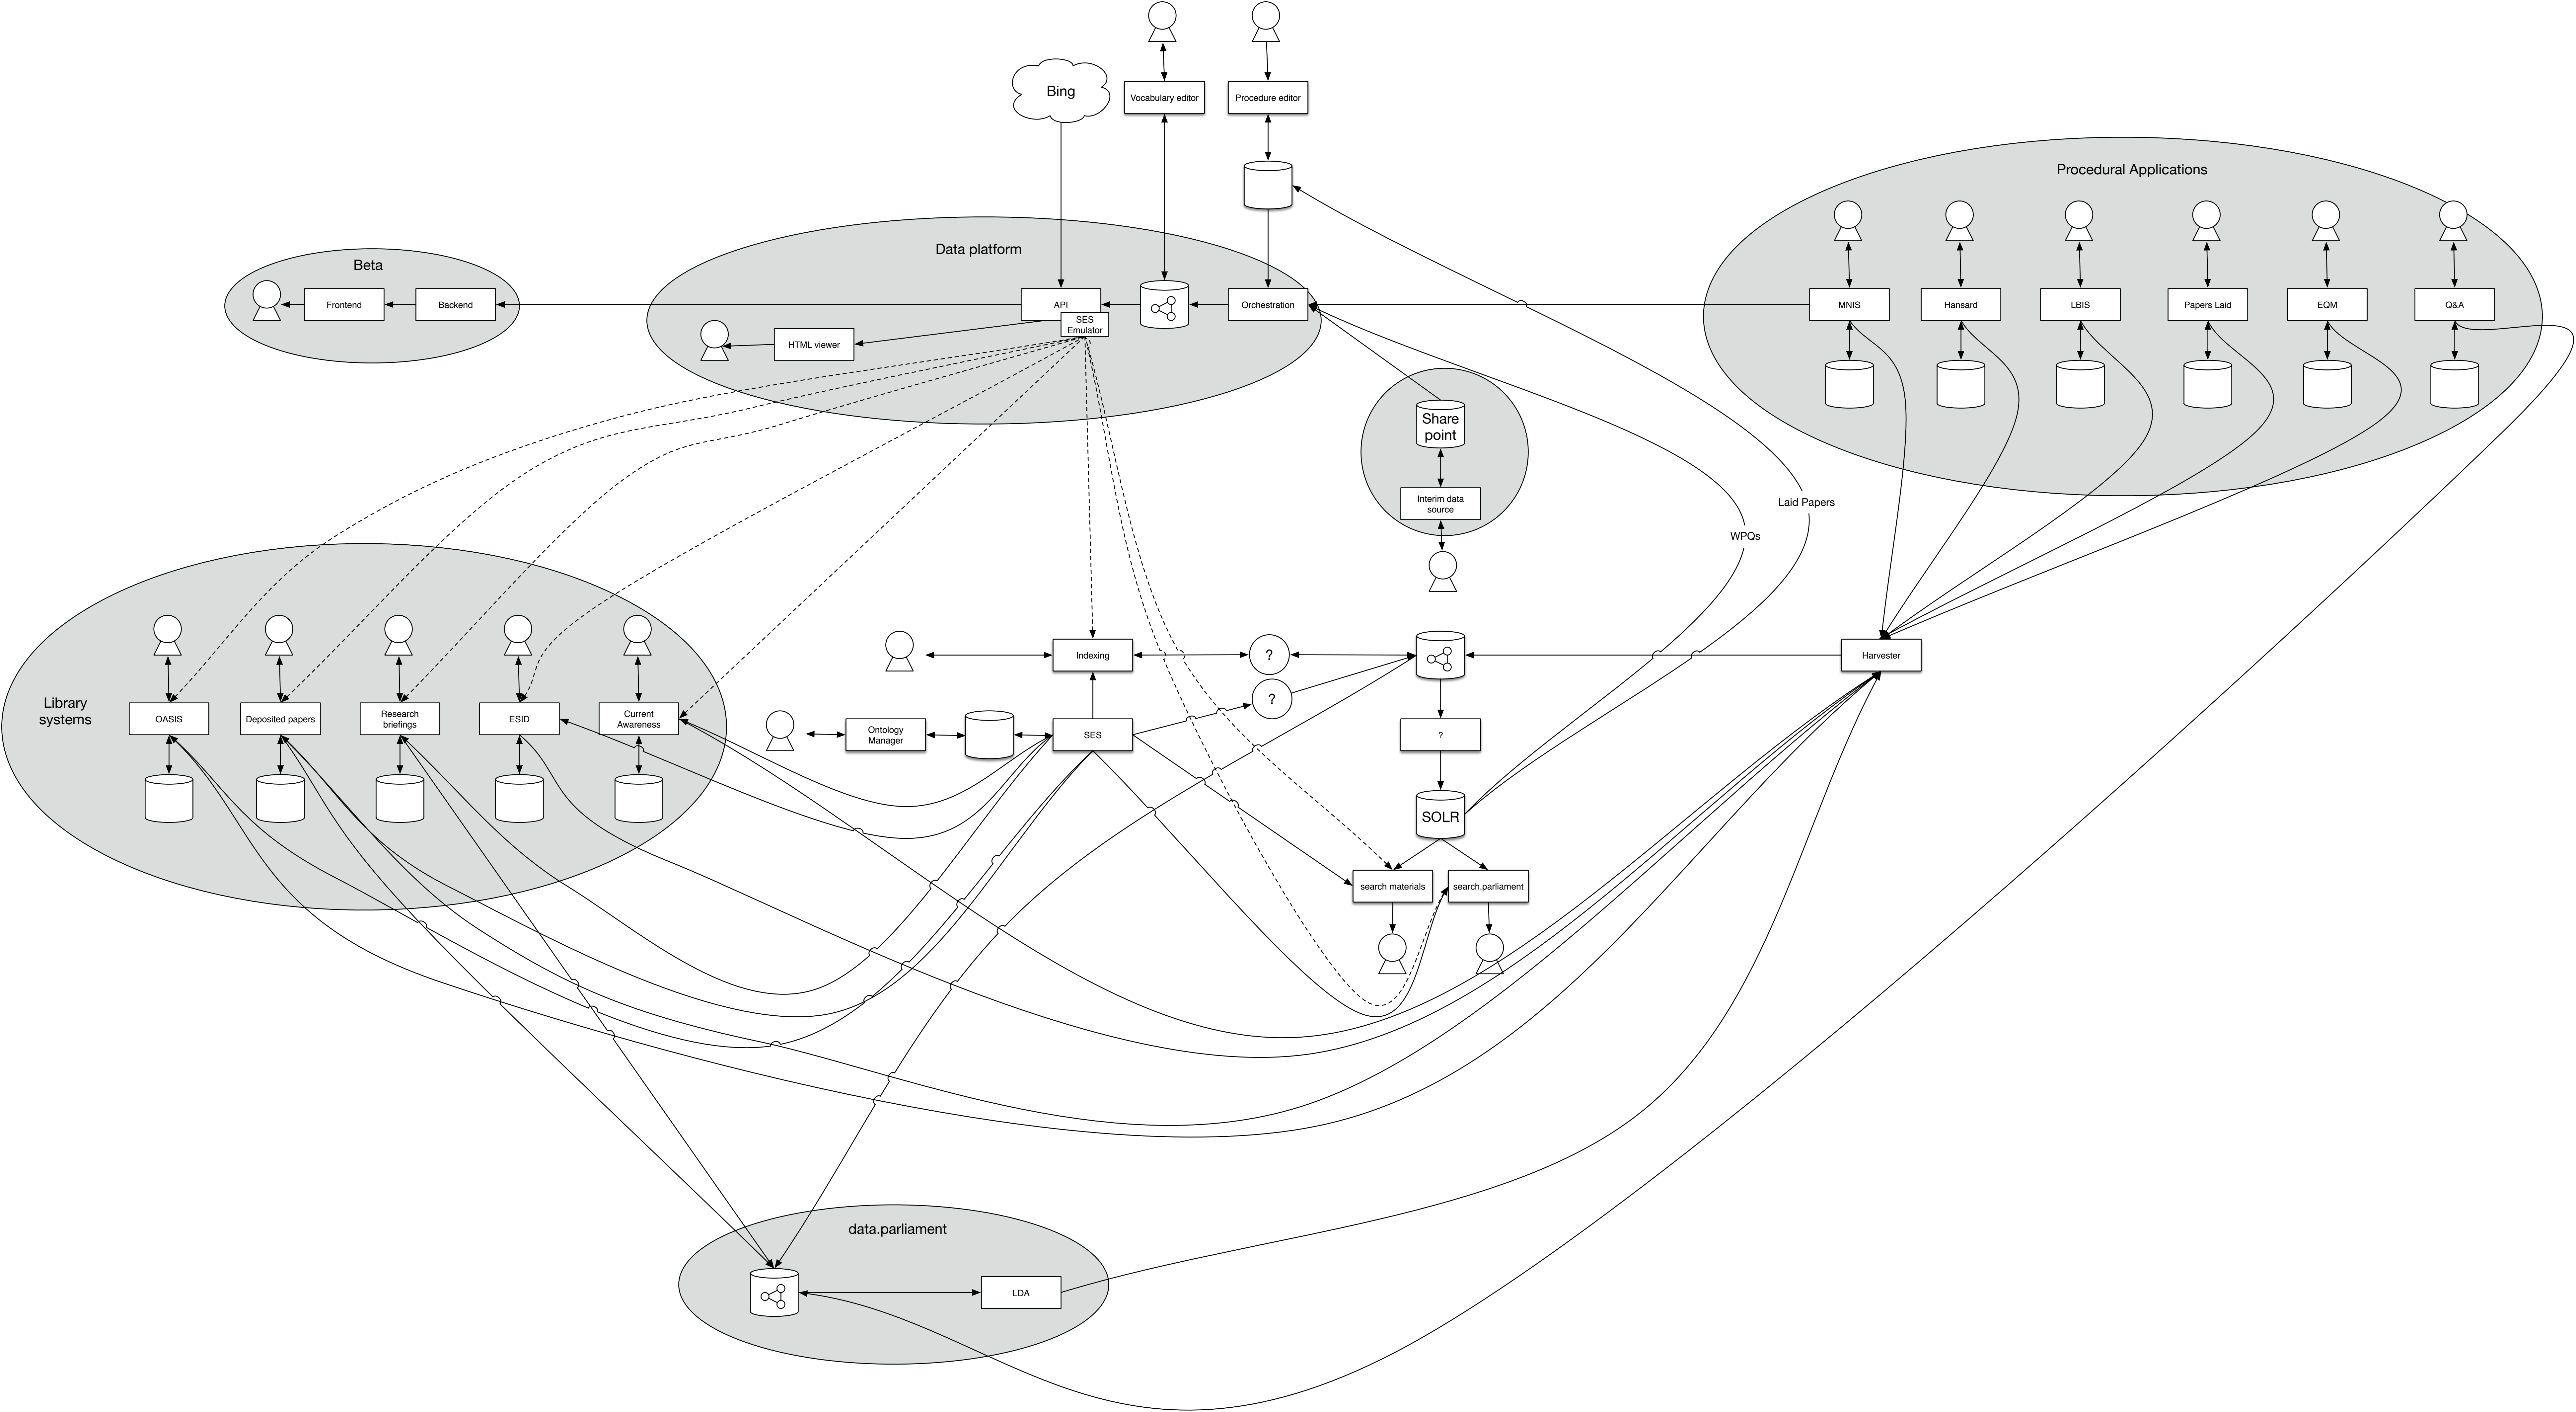 Bing
Vocabulary editor
Procedure editor
Procedural Applications
Data platform
Beta
Frontend
Backend
API
SES
Emulator
HTML viewer
Orchestration
MNIS
Hansard
LBIS
Papers Laid
EQM
Q&A
Share
point
Interim data
source
Laid Papers
WPQs
Library
systems
OASIS
Deposited papers
Research
briefings
ESID
Current
Awareness
Indexing
?
?
Harvester
Ontology
Manager
SES
?
SOLR
search materials
search.parliament
data.parliament
LDA